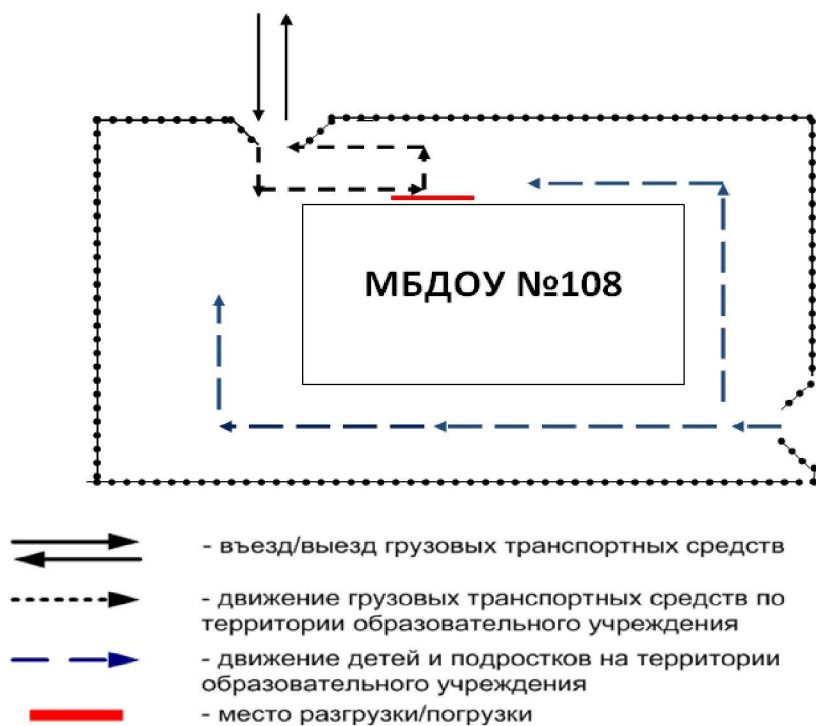 МБДОУ №108
- въезд/выезд грузовых транспортных средств
- движение грузовых транспортных средств по
территории образовательного учреждения
- движение детей и подростков на территории
образовательного учреждения
- место разгрузки/погрузки